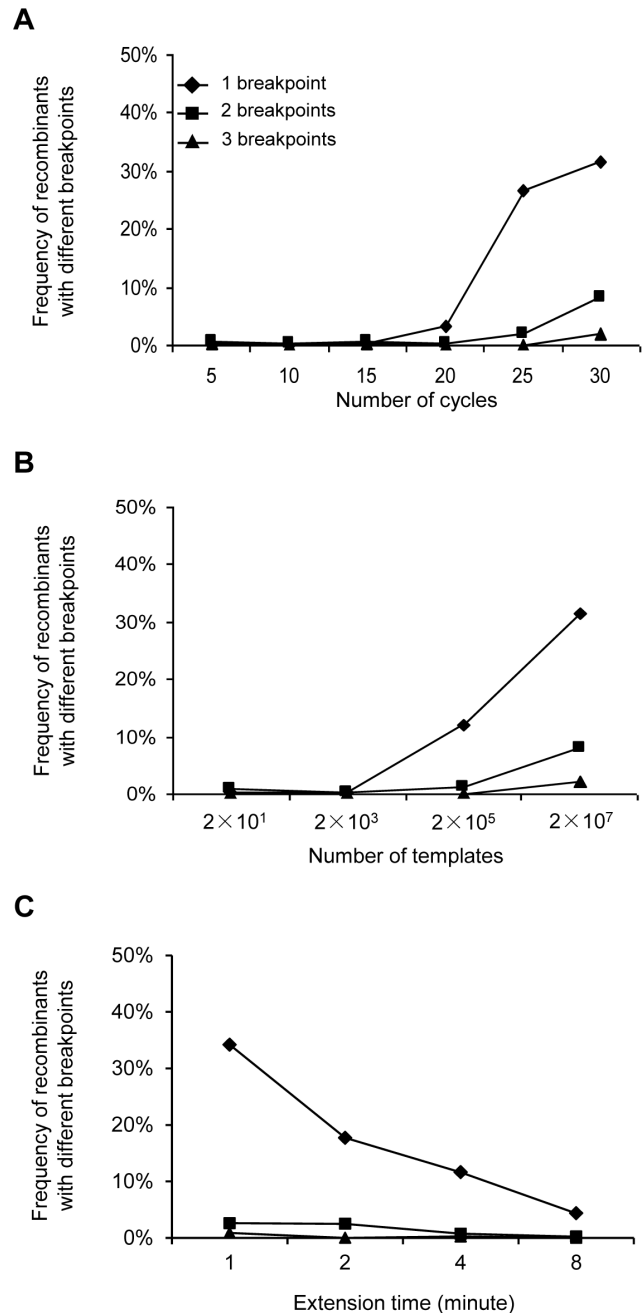 A
Frequency of recombinants
with different breakpoints
50%
40%
30%
20%
10%
0%
1 breakpoint
2 breakpoints
3 breakpoints
5 10 15 20 25 30
Number of cycles
B
Frequency of recombinants
with different breakpoints
50%
40%
30%
20%
10%
0%
2×10¹ 2×10³ 2×10⁵ 2×10⁷
Number of templates
C
Frequency of recombinants
with different breakpoints
50%
40%
30%
20%
10%
0%
1 2 4 8
Extension time (minute)